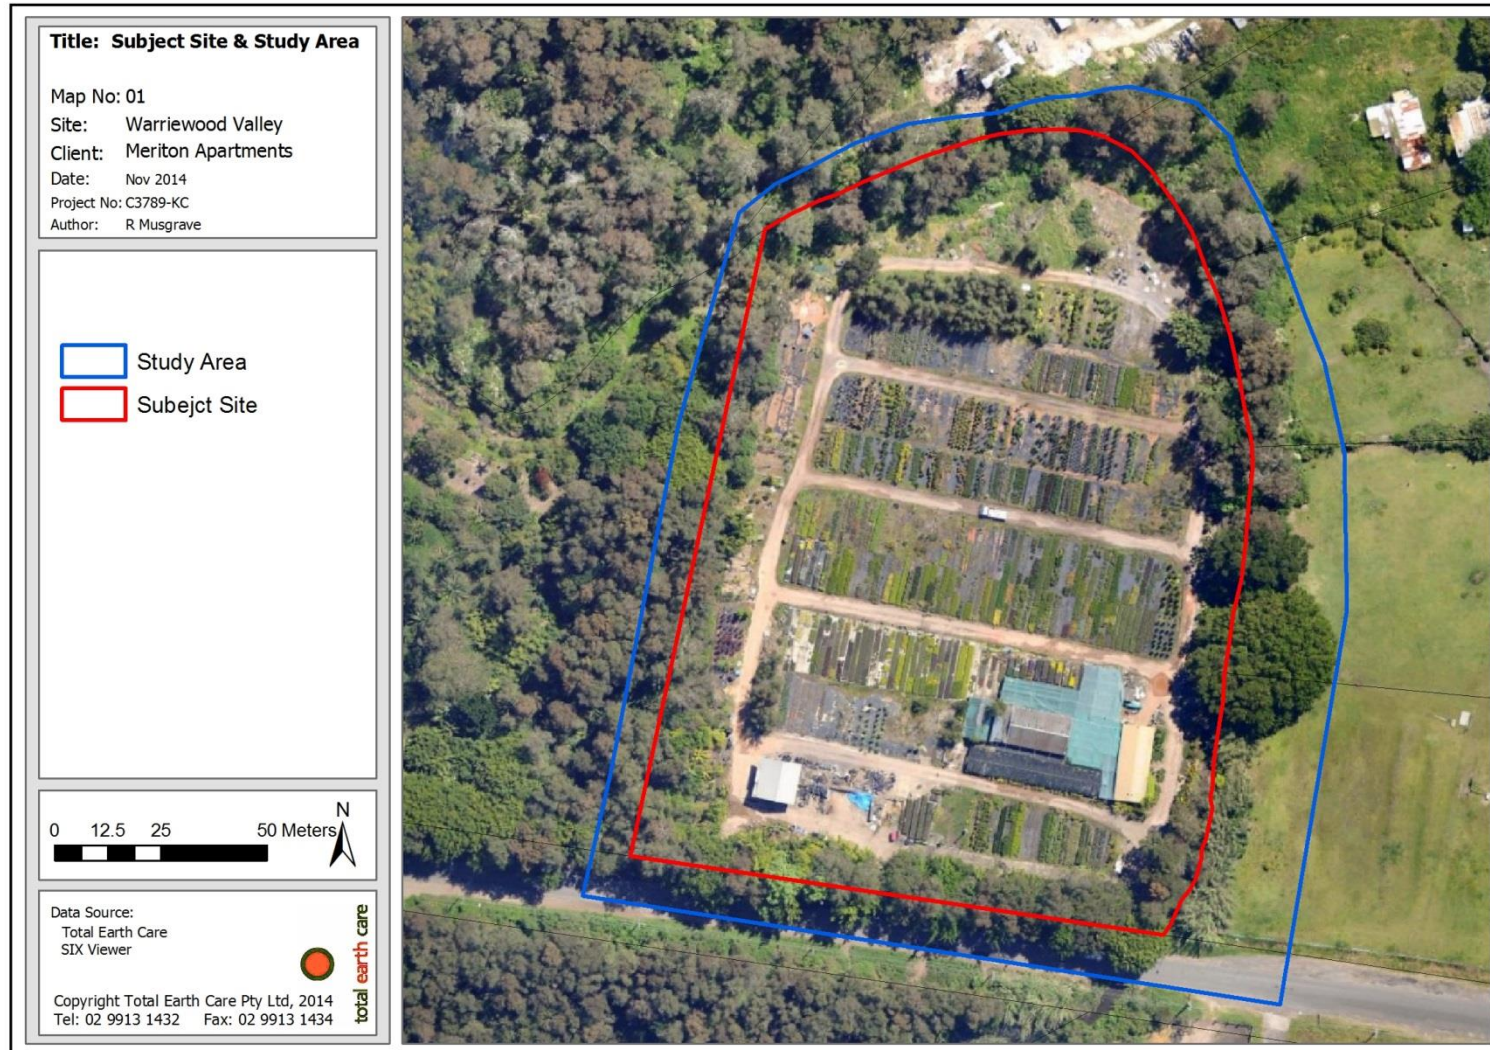 Title: Subject Site & Study Area
Map No: 01
Site: Warriewood Valley
Client: Meriton Apartments
Date: Nov 2014
Project No: C3789-KC
Author: R Musgrave
Study Area
Subejct Site
0 12.5 25 50 Meters
N
Data Source:
Total Earth Care
SIX Viewer
total earth care
Copyright Total Earth Care Pty Ltd, 2014
Tel: 02 9913 1432 Fax: 02 9913 1434